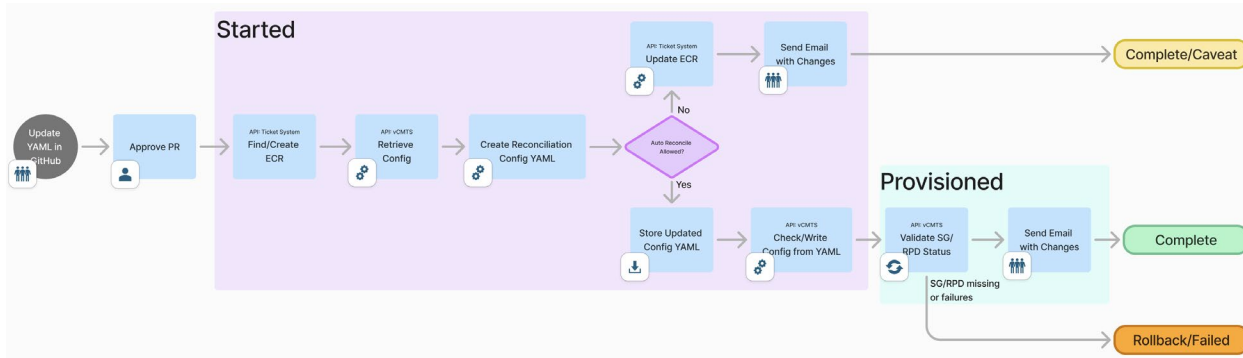 Started
API: Ticket System
Update ECR
Send Email
with Changes
Complete/Caveat
No
Update
YAML in
GitHub
Approve PR
API: Ticket System
Find/Create
ECR
API: vCMTS
Retrieve
Config
Create Reconciliation
Config YAML
Auto Reconcile
Allowed?
Yes
Provisioned
Store Updated
Config YAML
API: vCMTS
Check/Write
Config from YAML
API: vCMTS
Validate SG/
RPD Status
Send Email
with Changes
Complete
SG/RPD missing
or failures
Rollback/Failed